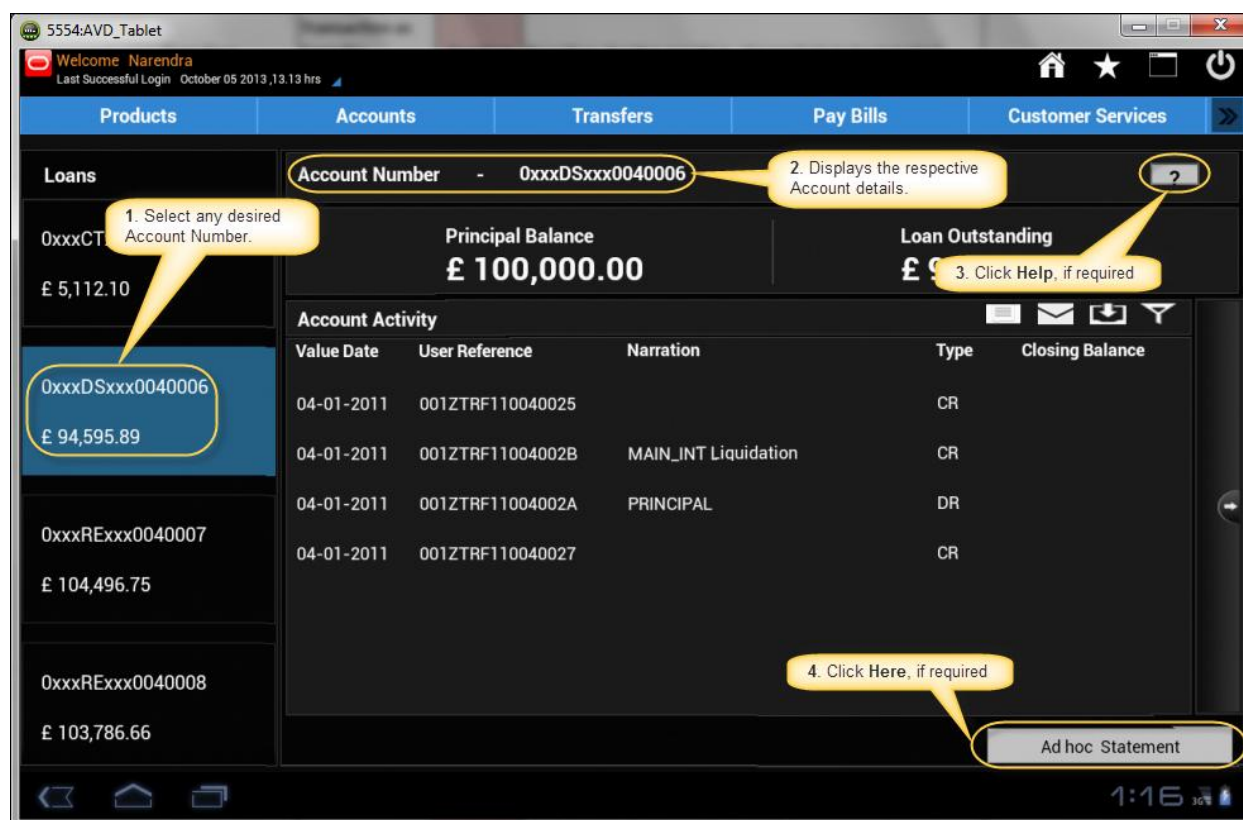 5554:AVD_Tablet
Welcome Narendra
Last Successful Login October 05 2013 ,13.13 hrs
Products Accounts Transfers Pay Bills Customer Services
Loans
0xxxCT
£ 5,112.10
0xxxDSxxx0040006
£ 94,595.89
0xxxRExxx0040007
£ 104,496.75
0xxxRExxx0040008
£ 103,786.66
1. Select any desired
Account Number.
Account Number - 0xxxDSxxx0040006
2. Displays the respective
Account details.
?
Principal Balance
£ 100,000.00
Loan Outstanding
£ 9
3. Click Help, if required
Account Activity
Value Date User Reference Narration Type Closing Balance
04-01-2011 001ZTRF110040025 CR
04-01-2011 001ZTRF11004002B MAIN_INT Liquidation CR
04-01-2011 001ZTRF11004002A PRINCIPAL DR
04-01-2011 001ZTRF110040027 CR
4. Click Here, if required
Ad hoc Statement
1:16 3G